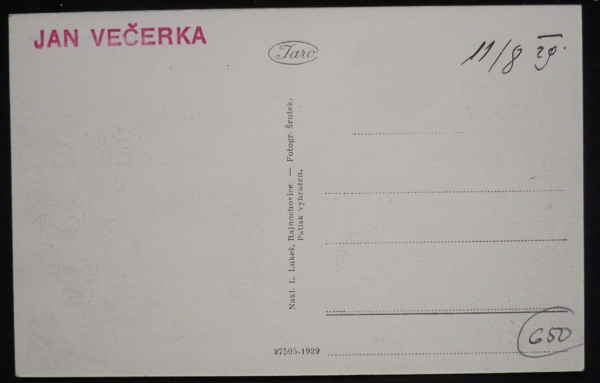 JAN VEČERKA
Taro
11/8 29.
Nakl. L. Lukeš, Rajnochovice — Fotogr Šrutek.
Patisk vyhražen.
27505-1929
650